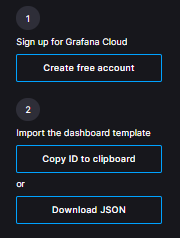 1
Sign up for Grafana Cloud
Create free account
2
Import the dashboard template
Copy ID to clipboard
or
Download JSON